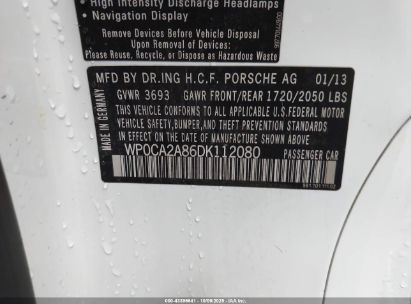 High Intensity Discharge Headlamps
• Navigation Display
Remove Devices Before Vehicle Disposal
Upon Removal of Devices:
Please Reuse, Recycle, or Dispose as Hazardous Waste
MADE IN GERMANY
MFD BY DR.ING H.C.F. PORSCHE AG 01/13
GVWR 3693 GAWR FRONT/REAR 1720/2050 LBS
THIS VEHICLE CONFORMS TO ALL APPLICABLE
U.S.FEDERAL MOTOR VEHICLE SAFETY,
BUMPER, AND THEFT PREVENTION STANDARDS
IN EFFECT ON THE DATE OF MANUFACTURE
SHOWN ABOVE.
WP0CA2A86DK112080 PASSENGER CAR